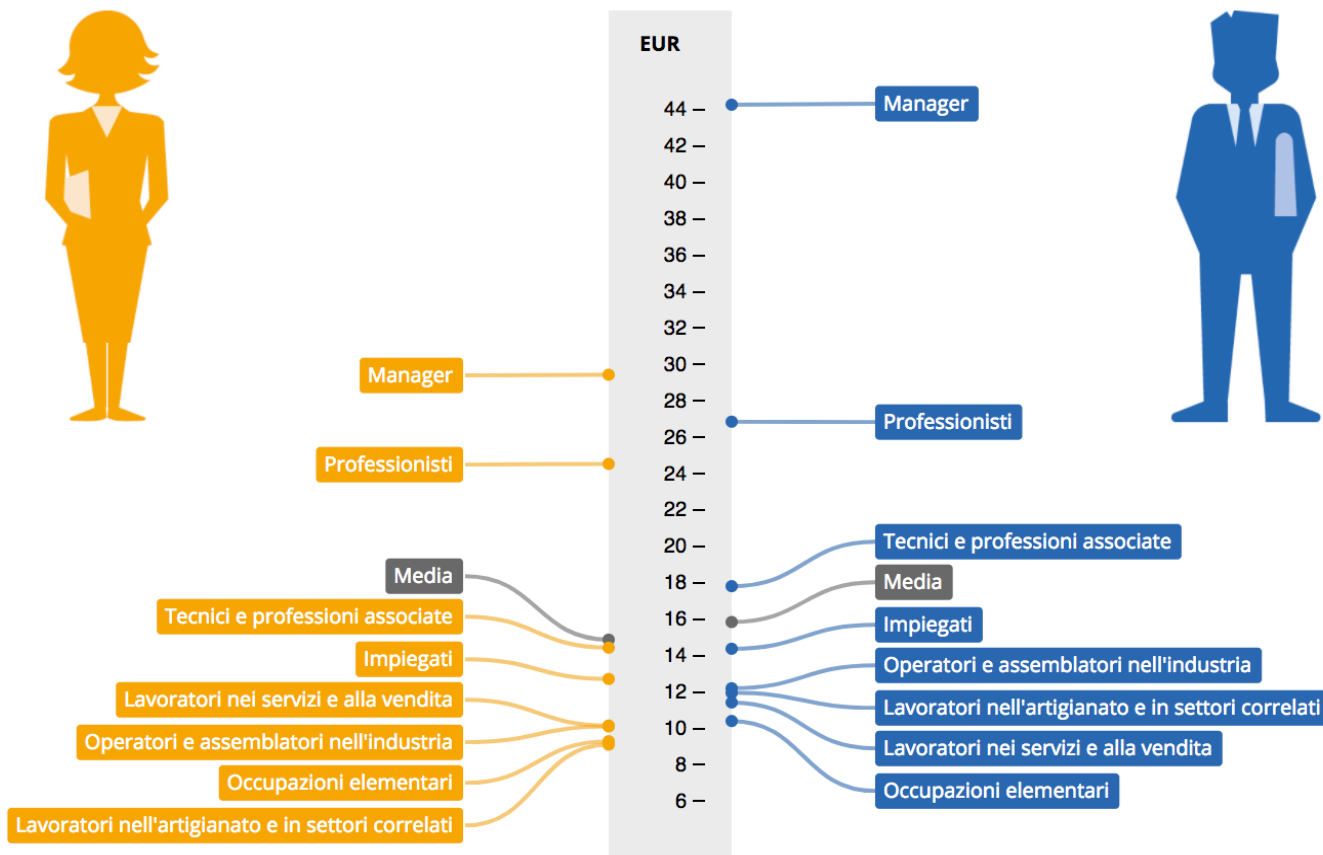 EUR
44
42
40
38
36
34
32
30
28
26
24
22
20
18
16
14
12
10
8
6
Manager
Professionisti
Media
Tecnici e professioni associate
Impiegati
Lavoratori nei servizi e alla vendita
Operatori e assemblatori nell'industria
Occupazioni elementari
Lavoratori nell'artigianato e in settori correlati
Manager
Professionisti
Tecnici e professioni associate
Media
Impiegati
Operatori e assemblatori nell'industria
Lavoratori nell'artigianato e in settori correlati
Lavoratori nei servizi e alla vendita
Occupazioni elementari